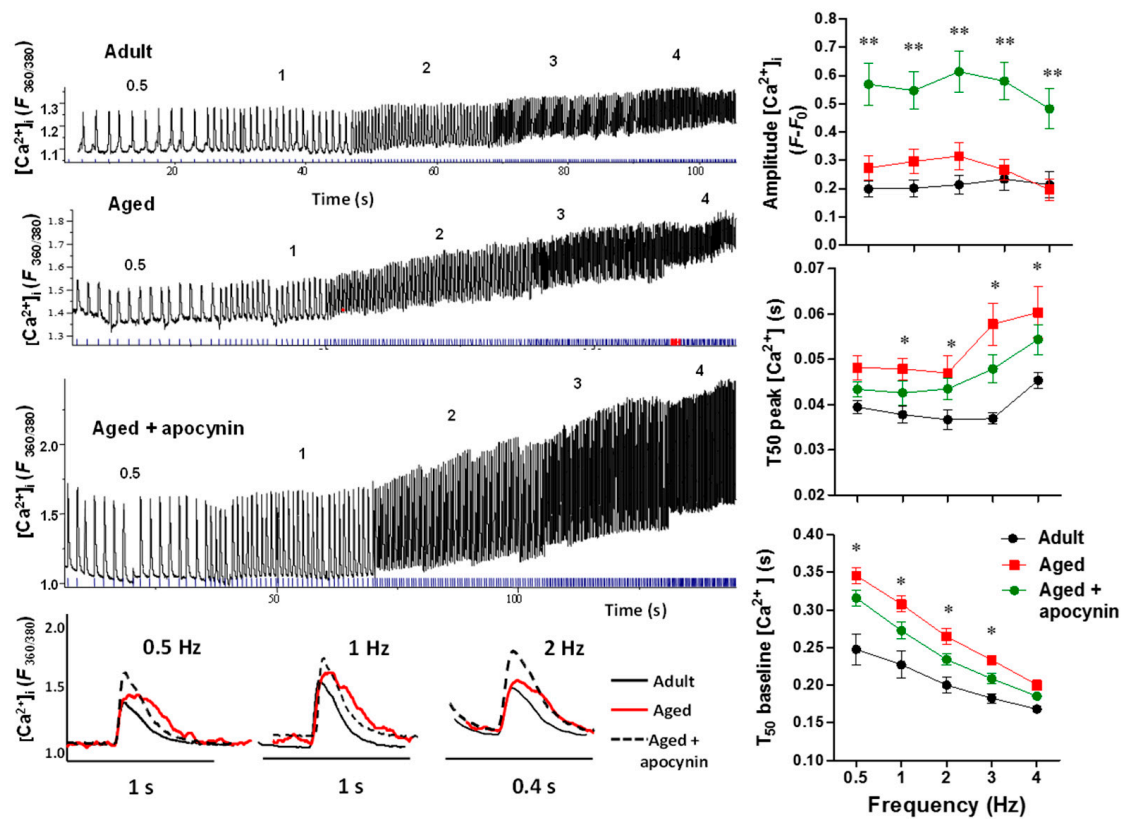 Adult
0.5 1 2 3 4
[Ca²⁺]ᵢ (F 360/380)
1.3
1.2
1.1
20 40 60 80 100
Time (s)
Aged
0.5 1 2 3 4
[Ca²⁺]ᵢ (F 360/380)
1.8
1.7
1.6
1.5
1.4
1.3
Aged + apocynin
0.5 1 2 3 4
[Ca²⁺]ᵢ (F 360/380)
2.0
1.5
1.0
50 100
Time (s)
[Ca²⁺]ᵢ (F 360/380)
2.0
1.5
1.0
0.5 Hz 1 Hz 2 Hz
1 s 1 s 0.4 s
Adult
Aged
Aged +
apocynin
Amplitude [Ca²⁺]ᵢ
(F-F₀)
0.8
0.7
0.6
0.5
0.4
0.3
0.2
0.1
0.0
** ** ** ** **
T50 peak [Ca²⁺] (s)
0.07
0.06
0.05
0.04
0.03
0.02
* * * *
T₅₀ baseline [Ca²⁺] (s)
0.40
0.35
0.30
0.25
0.20
0.15
0.10
* * * *
Adult
Aged
Aged +
apocynin
0.5 1 2 3 4
Frequency (Hz)